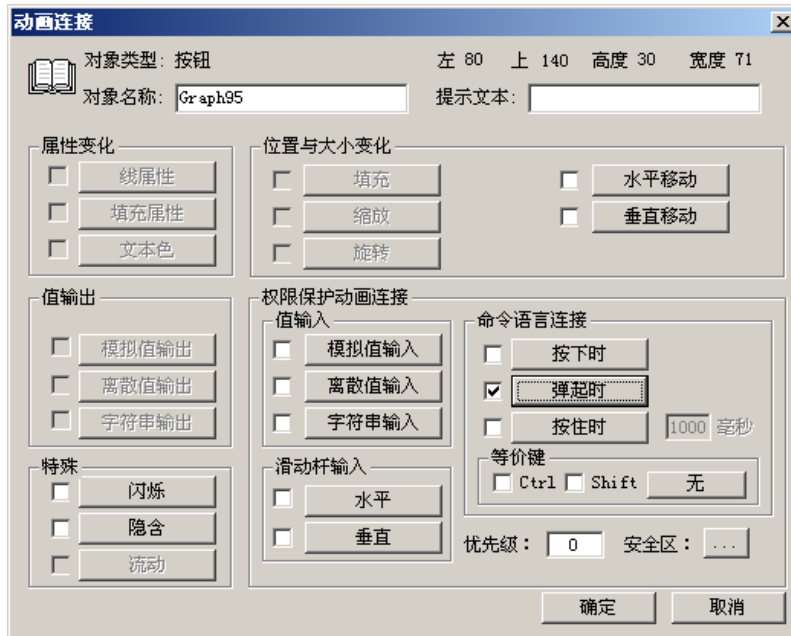 动画连接
对象类型: 按钮 左 80 上 140 高度 30 宽度 71
对象名称: Graph95 提示文本:
属性变化 位置与大小变化
线属性 填充 水平移动
填充属性 缩放 垂直移动
文本色 旋转
值输出 权限保护动画连接
值输入 命令语言连接
模拟值输出 模拟值输入 按下时
离散值输出 离散值输入 弹起时
字符串输出 字符串输入 按住时 1000 毫秒
特殊 滑动杆输入 等价键
闪烁 水平 Ctrl Shift 无
隐含 垂直 优先级: 0 安全区: ...
流动
确定 取消